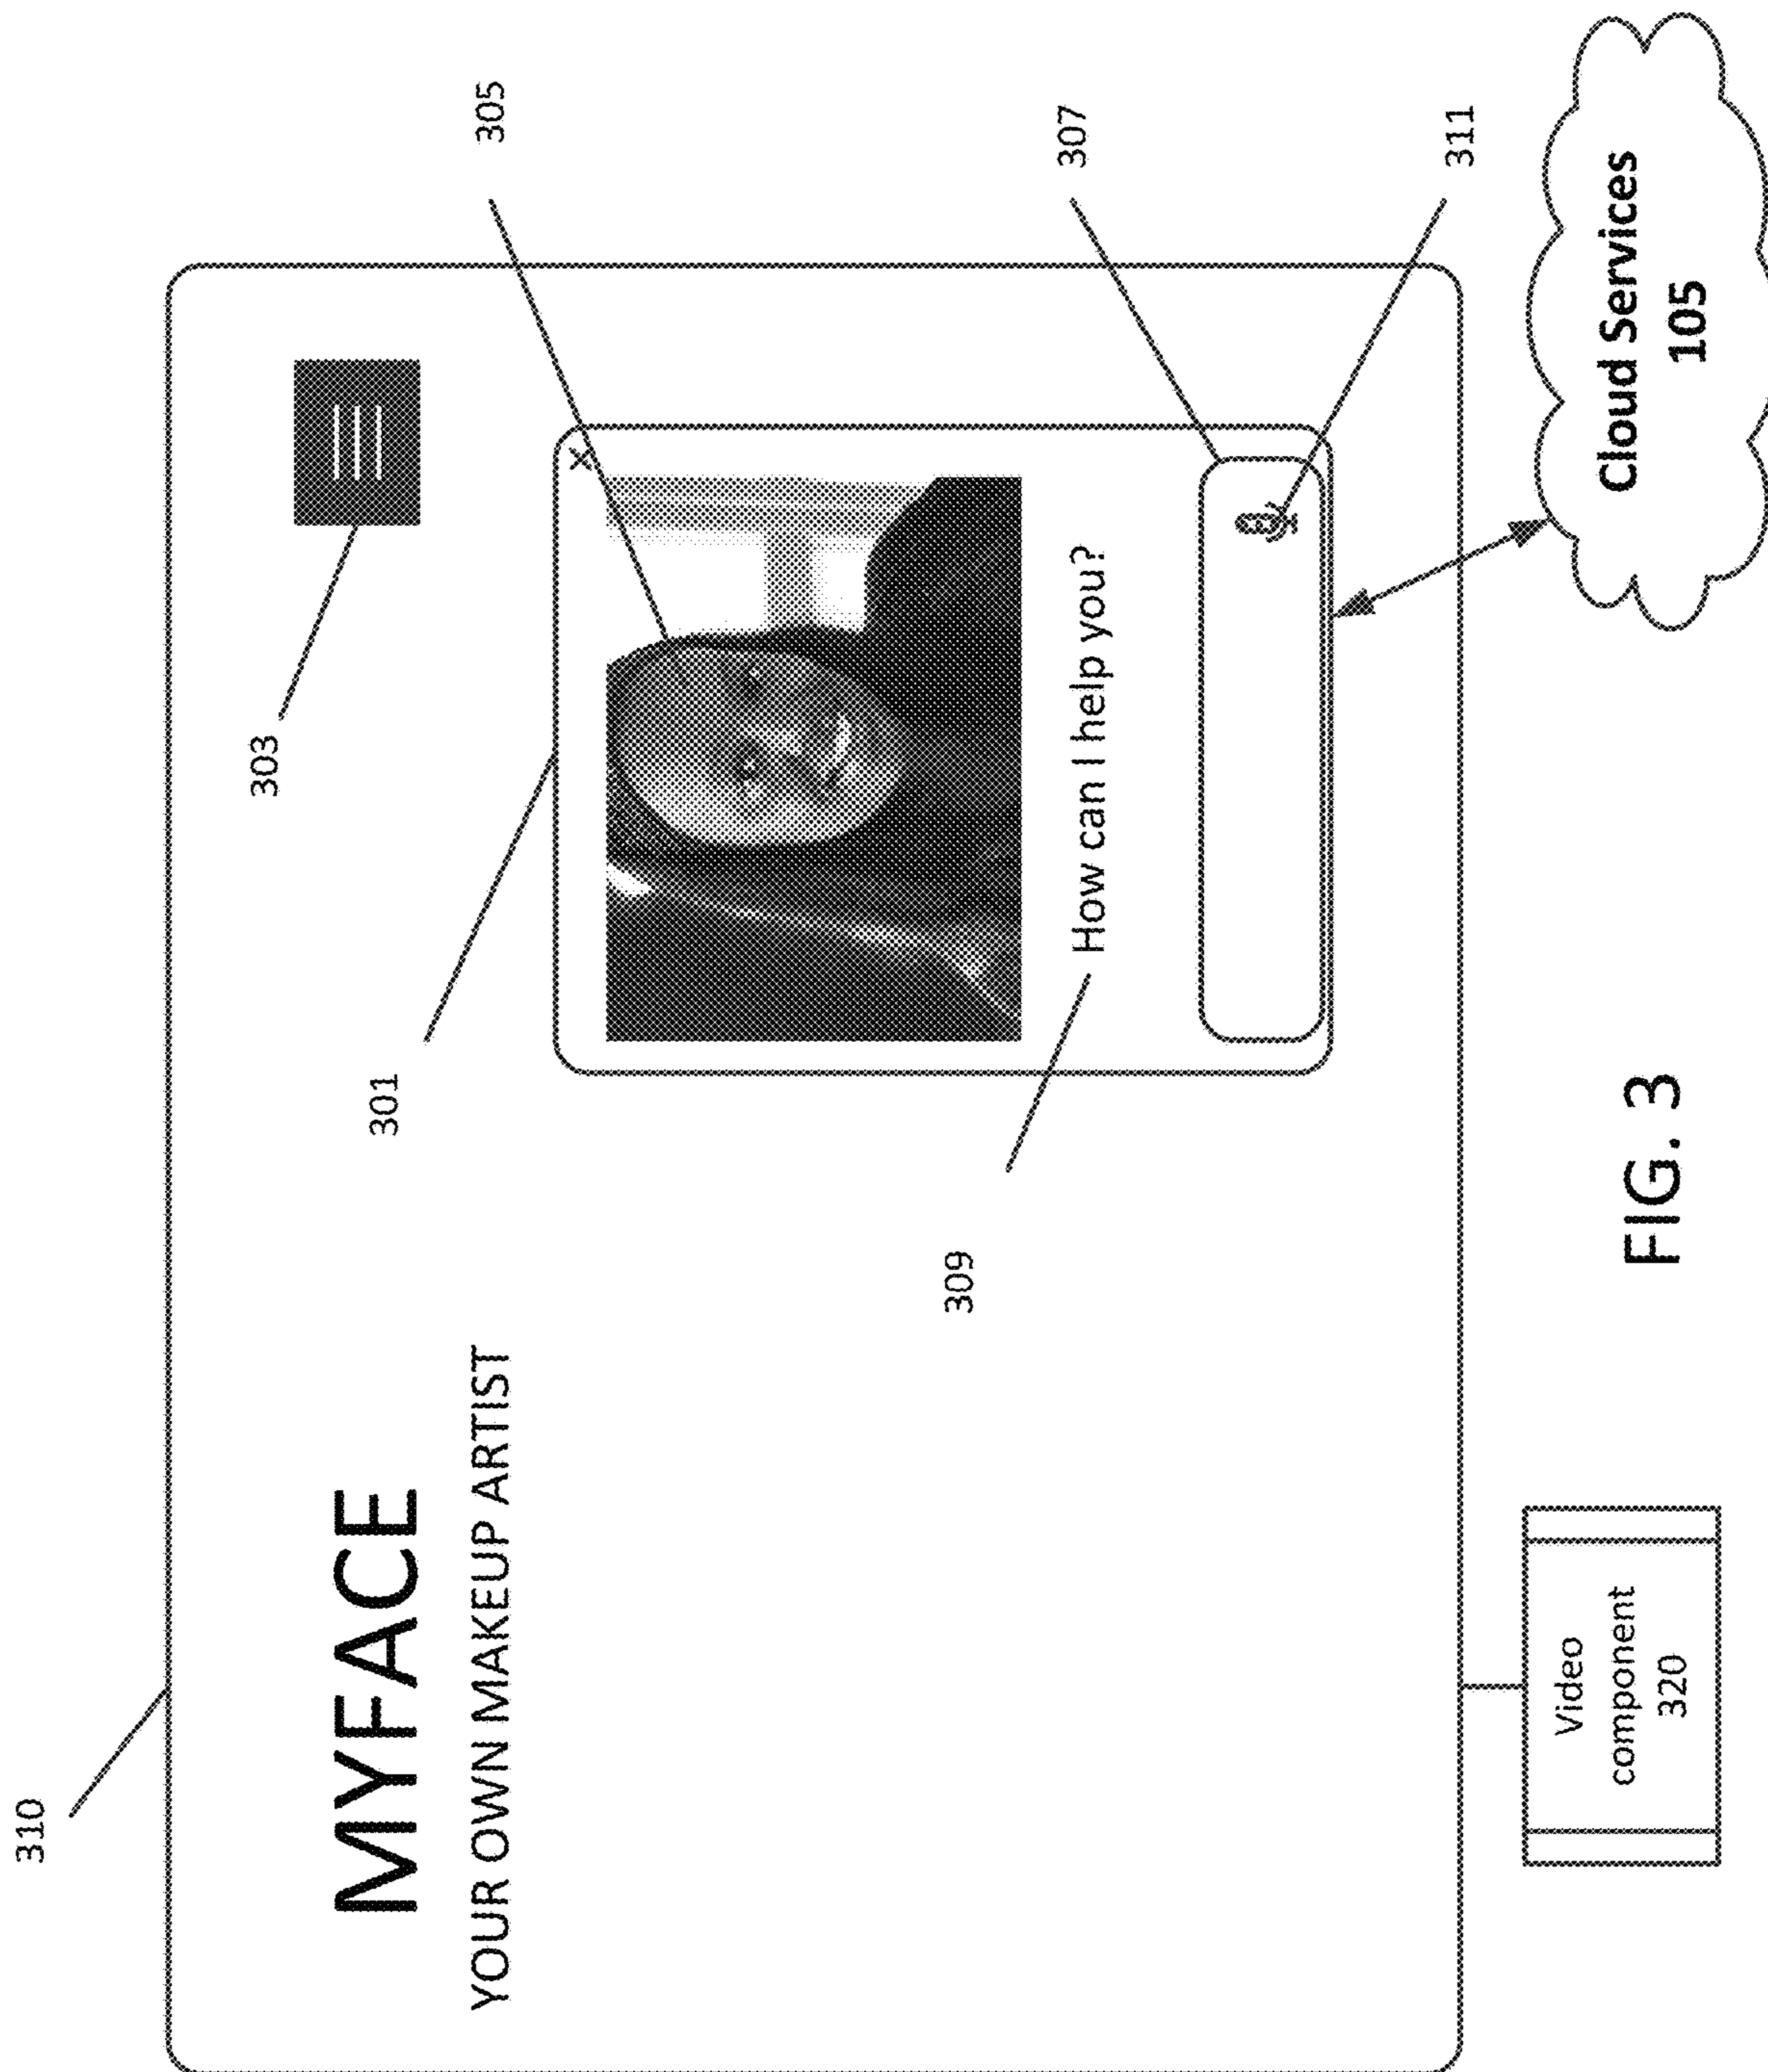 310
MYFACE
YOUR OWN MAKEUP ARTIST
303
301
305
x
309
How can I help you?
307
311
Video
component
320
FIG. 3
Cloud Services
105